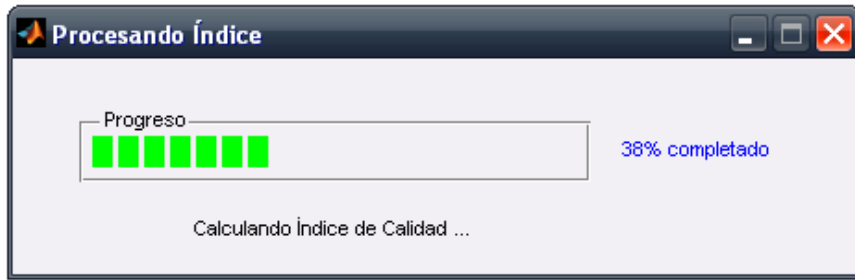 Procesando Índice
Progreso
38% completado
Calculando Índice de Calidad ...